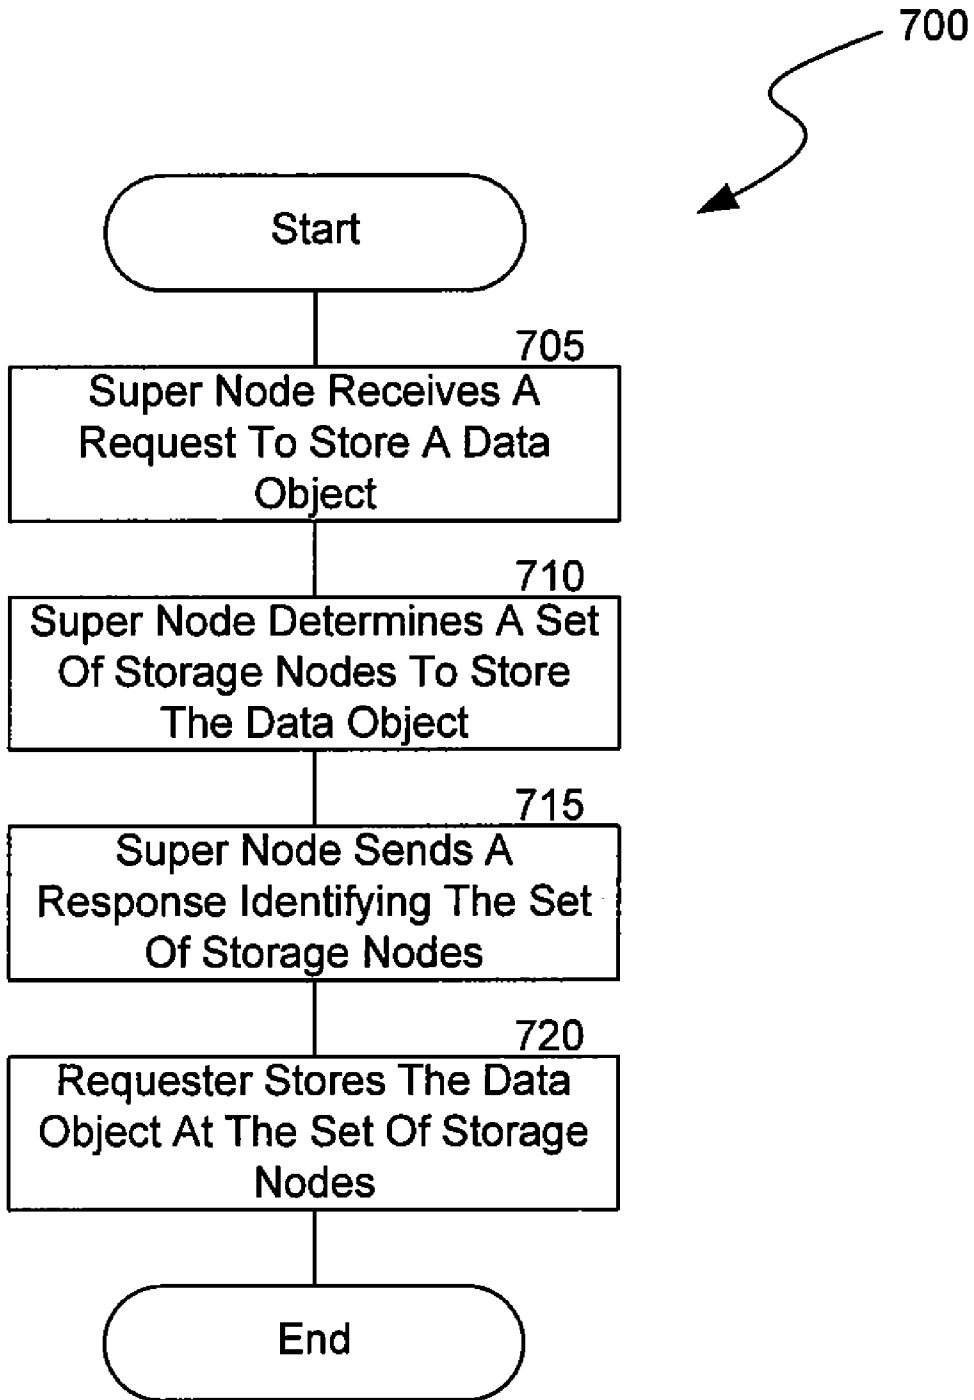 700
Start
705
Super Node Receives A
Request To Store A Data
Object
710
Super Node Determines A Set
Of Storage Nodes To Store
The Data Object
715
Super Node Sends A
Response Identifying The Set
Of Storage Nodes
720
Requester Stores The Data
Object At The Set Of Storage
Nodes
End